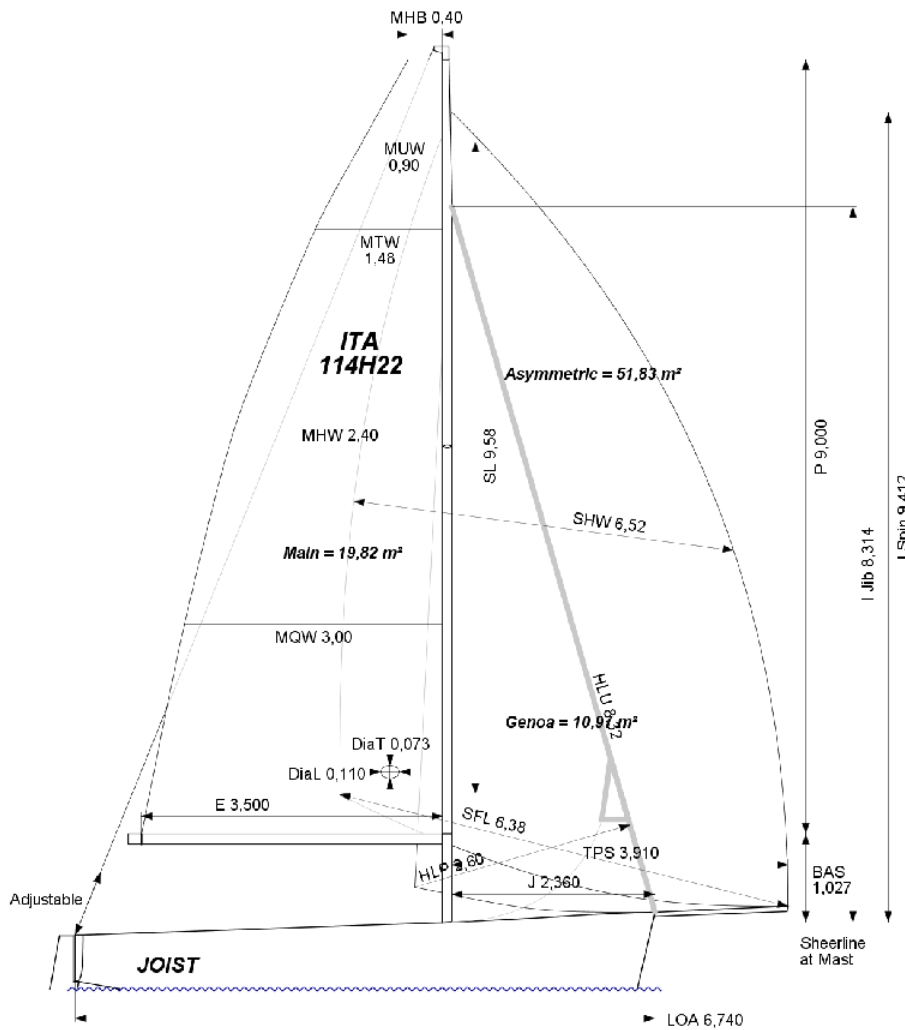 MHB 0,40
MUW
0,90
MTW
1,48
ITA
114H22
Asymmetric = 51,83 m²
MHW 2,40
SL 9,58
P 9,000
I Jib 8,314
SHW 6,52
Main = 19,82 m²
MQW 3,00
Genoa = 10,91 m²
DiaT 0,073
DiaL 0,110
E 3,500
SFL 6,38
TPS 3,910
J 2,360
BAS
1,027
Adjustable
Sheerline
at Mast
JOIST
LOA 6,740